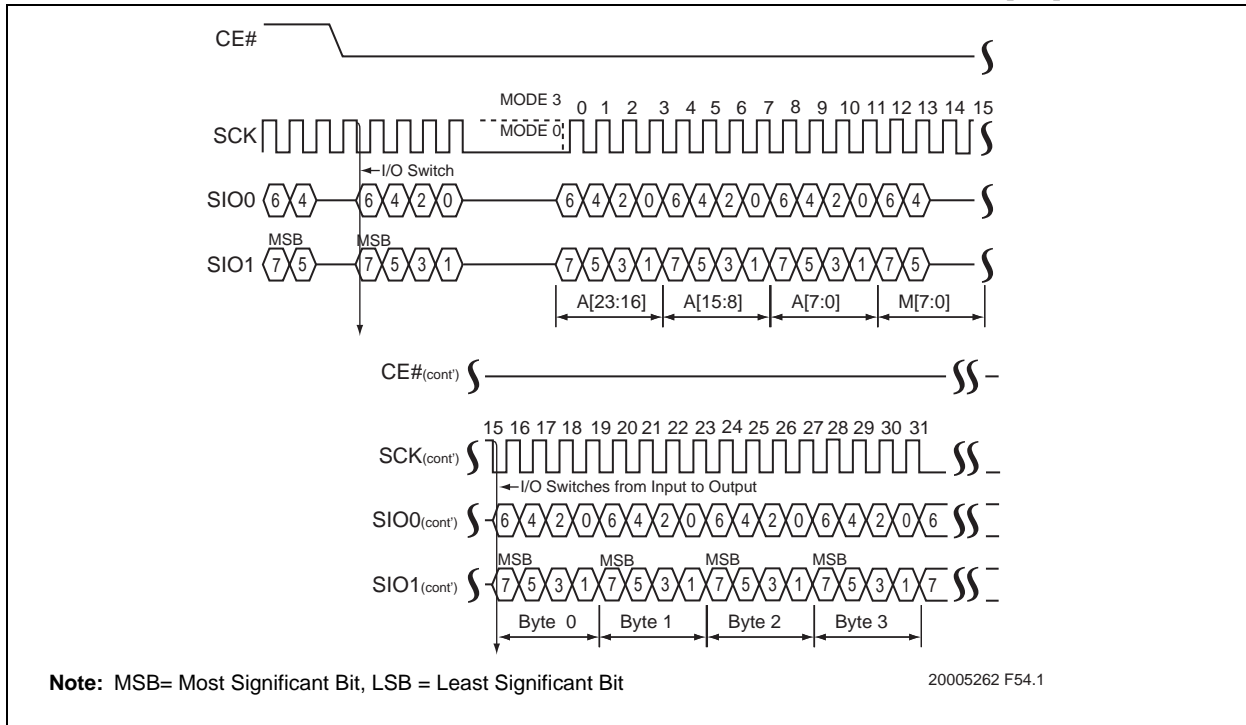 CE#
MODE 3
0 1 2 3 4 5 6 7 8 9 10 11 12 13 14 15
SCK
MODE 0
I/O Switch
SIO0 6 4 6 4 2 0 6 4 2 0 6 4 2 0 6 4 2 0 6 4
MSB MSB
SIO1 7 5 7 5 3 1 7 5 3 1 7 5 3 1 7 5 3 1 7 5
A[23:16] A[15:8] A[7:0] M[7:0]
CE#(cont')
15 16 17 18 19 20 21 22 23 24 25 26 27 28 29 30 31
SCK(cont')
I/O Switches from Input to Output
SIO0(cont') 6 4 2 0 6 4 2 0 6 4 2 0 6 4 2 0 6
MSB MSB MSB MSB
SIO1(cont') 7 5 3 1 7 5 3 1 7 5 3 1 7 5 3 1 7
Byte 0 Byte 1 Byte 2 Byte 3
Note: MSB= Most Significant Bit, LSB = Least Significant Bit
20005262 F54.1